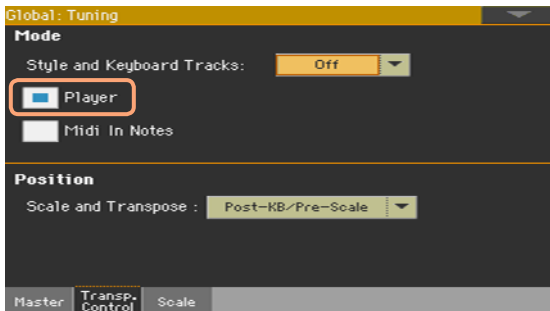 Global: Tuning
Mode
Style and Keyboard Tracks: Off
Player
Midi In Notes
Position
Scale and Transpose : Post-KB/Pre-Scale
Master Transp. Control Scale